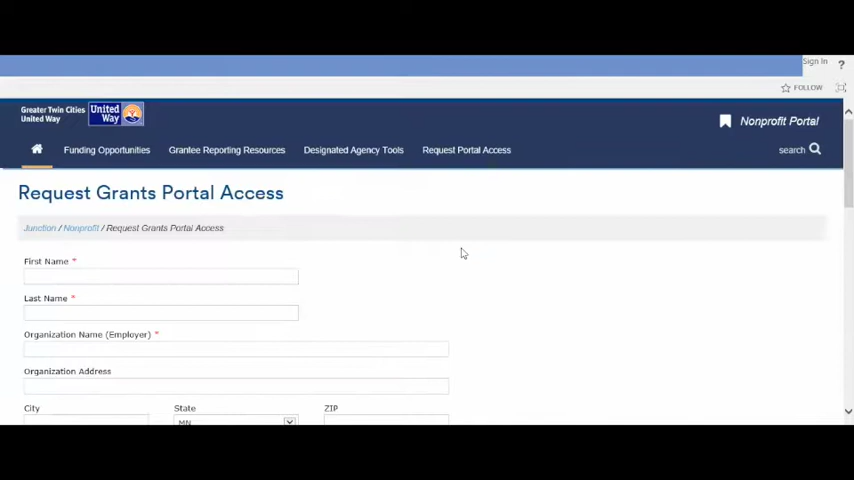 Sign In ?
FOLLOW
Greater Twin Cities
United Way
United
Way
Nonprofit Portal
Funding Opportunities Grantee Reporting Resources Designated Agency Tools Request Portal Access search
Request Grants Portal Access
Junction / Nonprofit / Request Grants Portal Access
First Name *
Last Name *
Organization Name (Employer) *
Organization Address
City State ZIP
MN